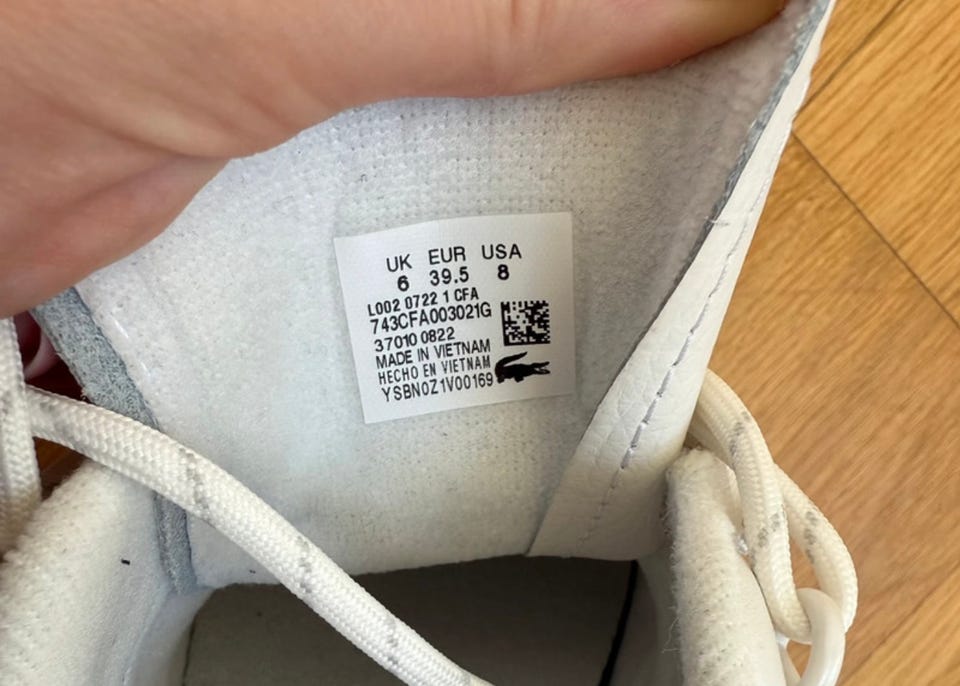 UK EUR USA
6 39.5 8
L002 0722 1 CFA
743CFA003021G
37010 0822
MADE IN VIETNAM
HECHO EN VIETNAM
YSBN0Z1V00169